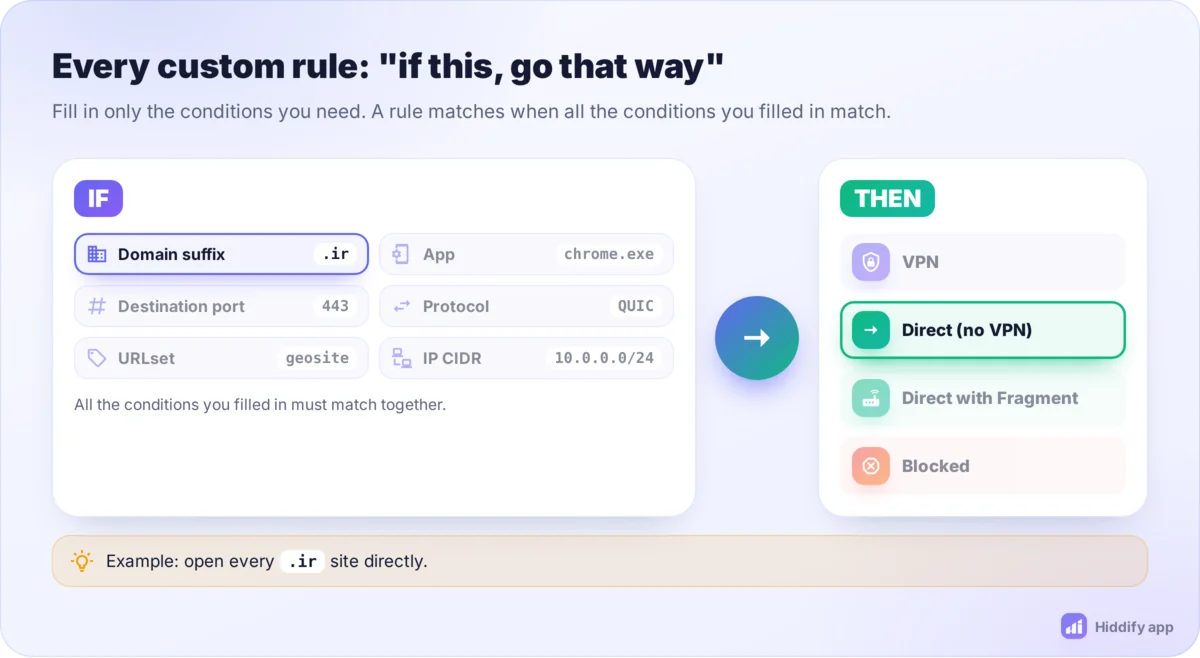 Every custom rule: "if this, go that way"
Fill in only the conditions you need. A rule matches when all the conditions you filled in match.
IF
Domain suffix .ir
App chrome.exe
Destination port 443
Protocol QUIC
URLset geosite
IP CIDR 10.0.0.0/24
All the conditions you filled in must match together.
→
THEN
VPN
Direct (no VPN)
Direct with Fragment
Blocked
Example: open every .ir site directly.
Hiddify app